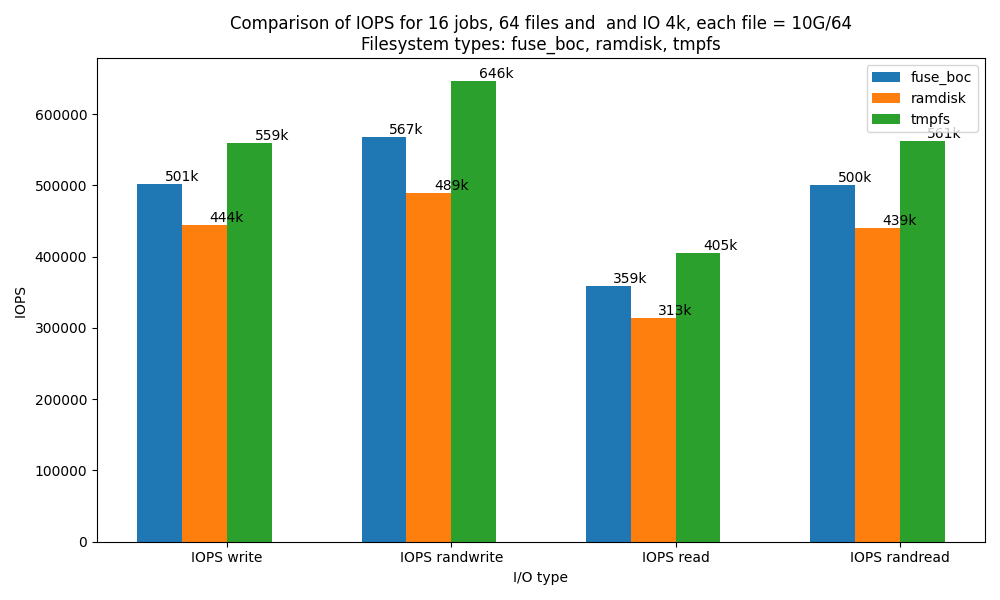 Comparison of IOPS for 16 jobs, 64 files and  and IO 4k, each file = 10G/64
Filesystem types: fuse_boc, ramdisk, tmpfs
fuse_boc
ramdisk
tmpfs
IOPS
600000
500000
400000
300000
200000
100000
0
501k
444k
559k
567k
489k
646k
359k
313k
405k
500k
439k
561k
IOPS write
IOPS randwrite
IOPS read
IOPS randread
I/O type